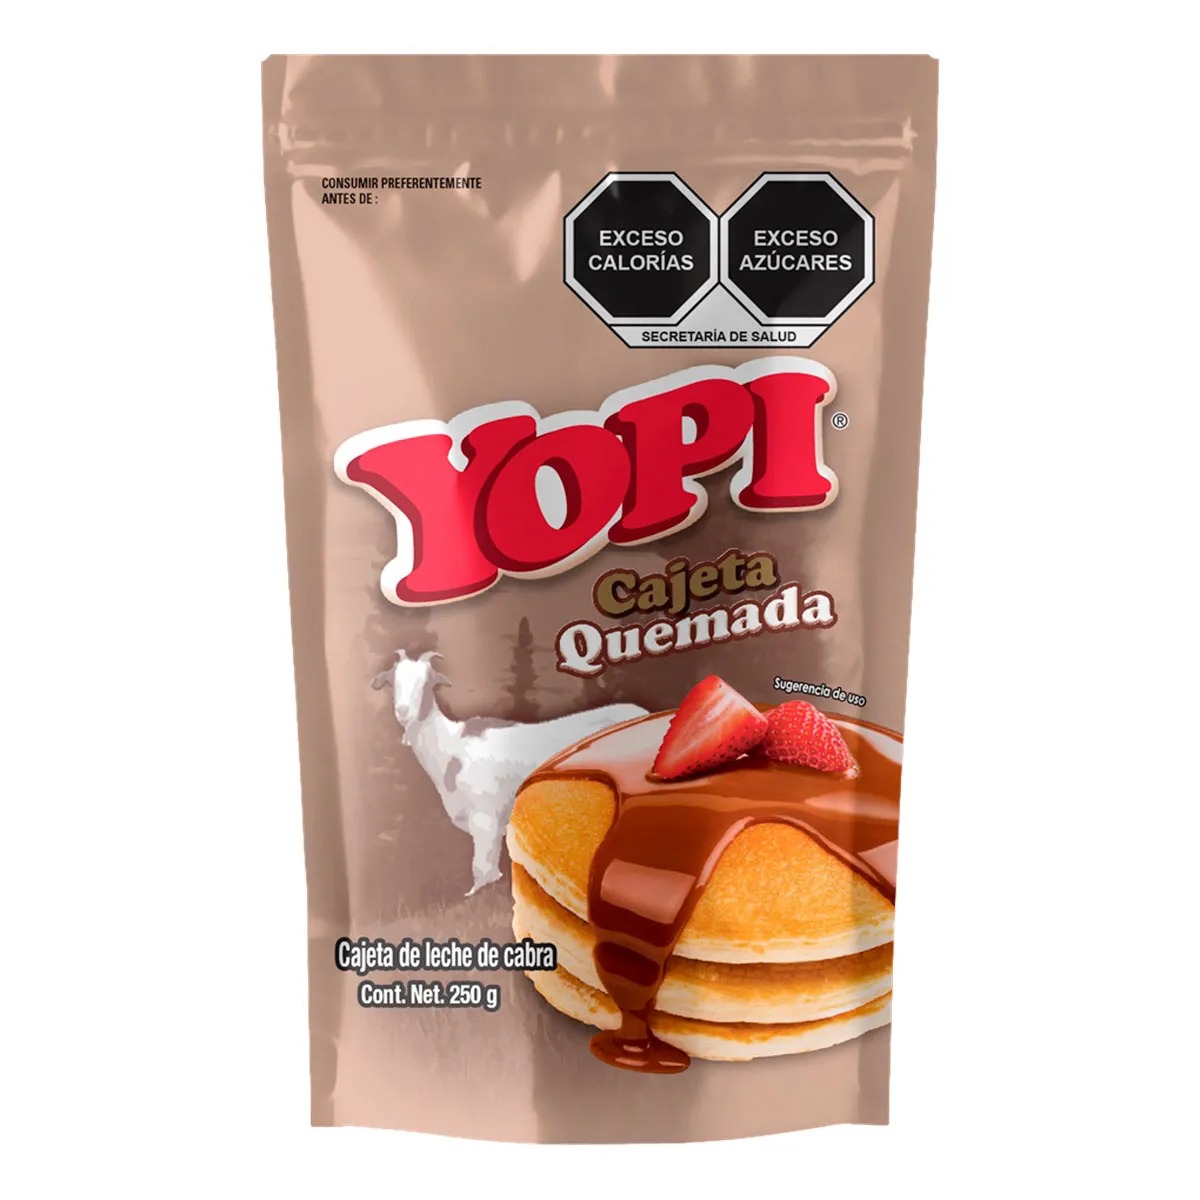 CONSUMIR PREFERENTEMENTE
ANTES DE :
EXCESO
CALORÍAS
EXCESO
AZÚCARES
SECRETARÍA DE SALUD
YOPI®
Cajeta
Quemada
Sugerencia de uso
Cajeta de leche de cabra
Cont. Net. 250 g